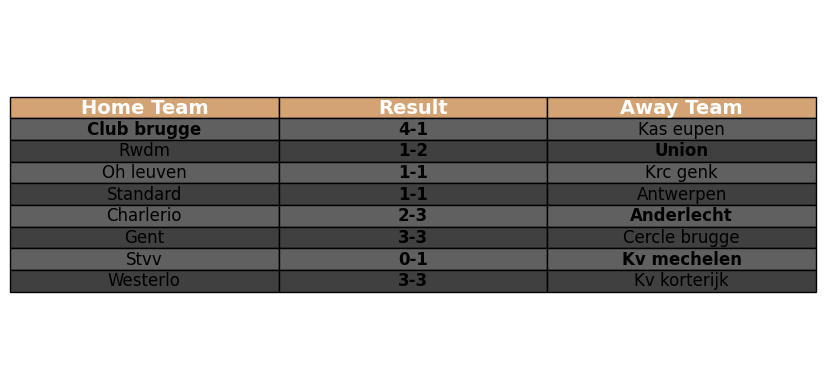 Home Team Result Away Team
Club brugge 4-1 Kas eupen
Rwdm 1-2 Union
Oh leuven 1-1 Krc genk
Standard 1-1 Antwerpen
Charlerio 2-3 Anderlecht
Gent 3-3 Cercle brugge
Stvv 0-1 Kv mechelen
Westerlo 3-3 Kv korterijk